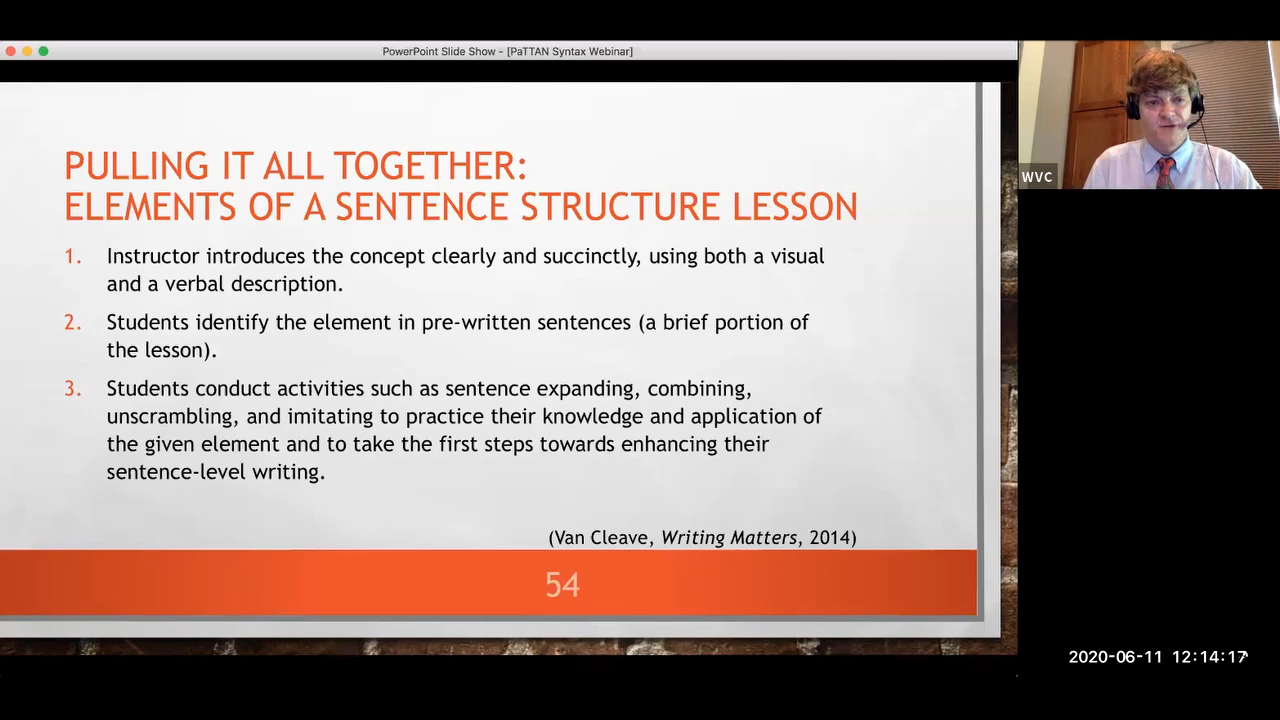 PowerPoint Slide Show - [PaTTAN Syntax Webinar]
WVC
PULLING IT ALL TOGETHER:
ELEMENTS OF A SENTENCE STRUCTURE LESSON
1. Instructor introduces the concept clearly and succinctly, using both a visual
and a verbal description.
2. Students identify the element in pre-written sentences (a brief portion of
the lesson).
3. Students conduct activities such as sentence expanding, combining,
unscrambling, and imitating to practice their knowledge and application of
the given element and to take the first steps towards enhancing their
sentence-level writing.
(Van Cleave, Writing Matters, 2014)
54
2020-06-11 12:14:17